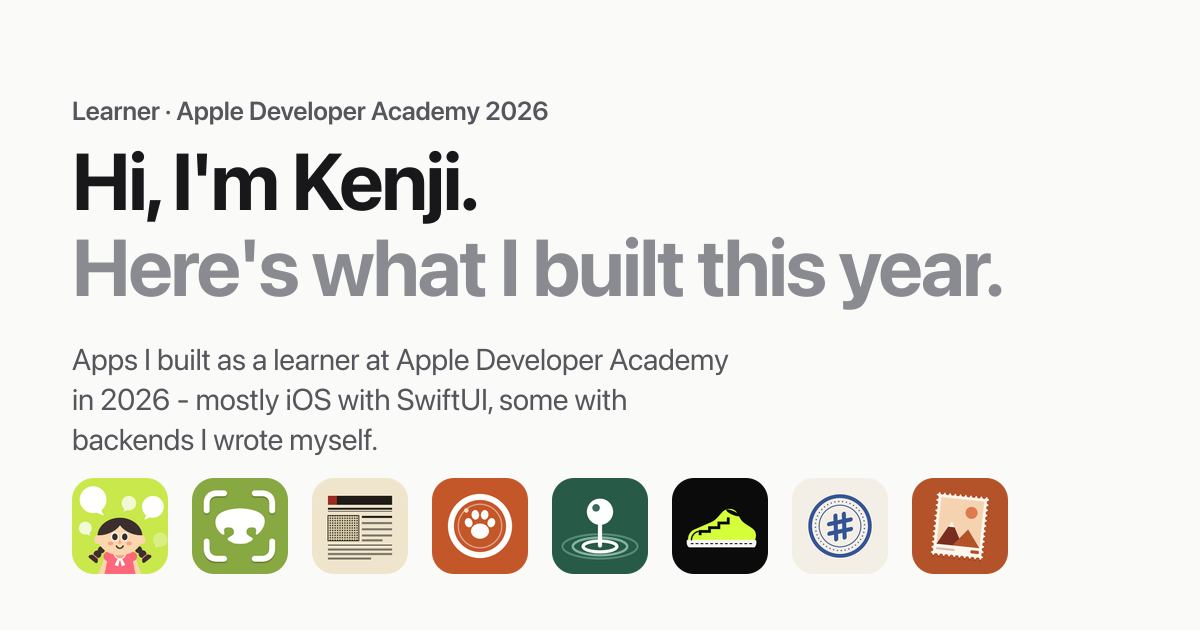 Learner · Apple Developer Academy 2026
Hi, I'm Kenji.
Here's what I built this year.
Apps I built as a learner at Apple Developer Academy
in 2026 - mostly iOS with SwiftUI, some with
backends I wrote myself.
#